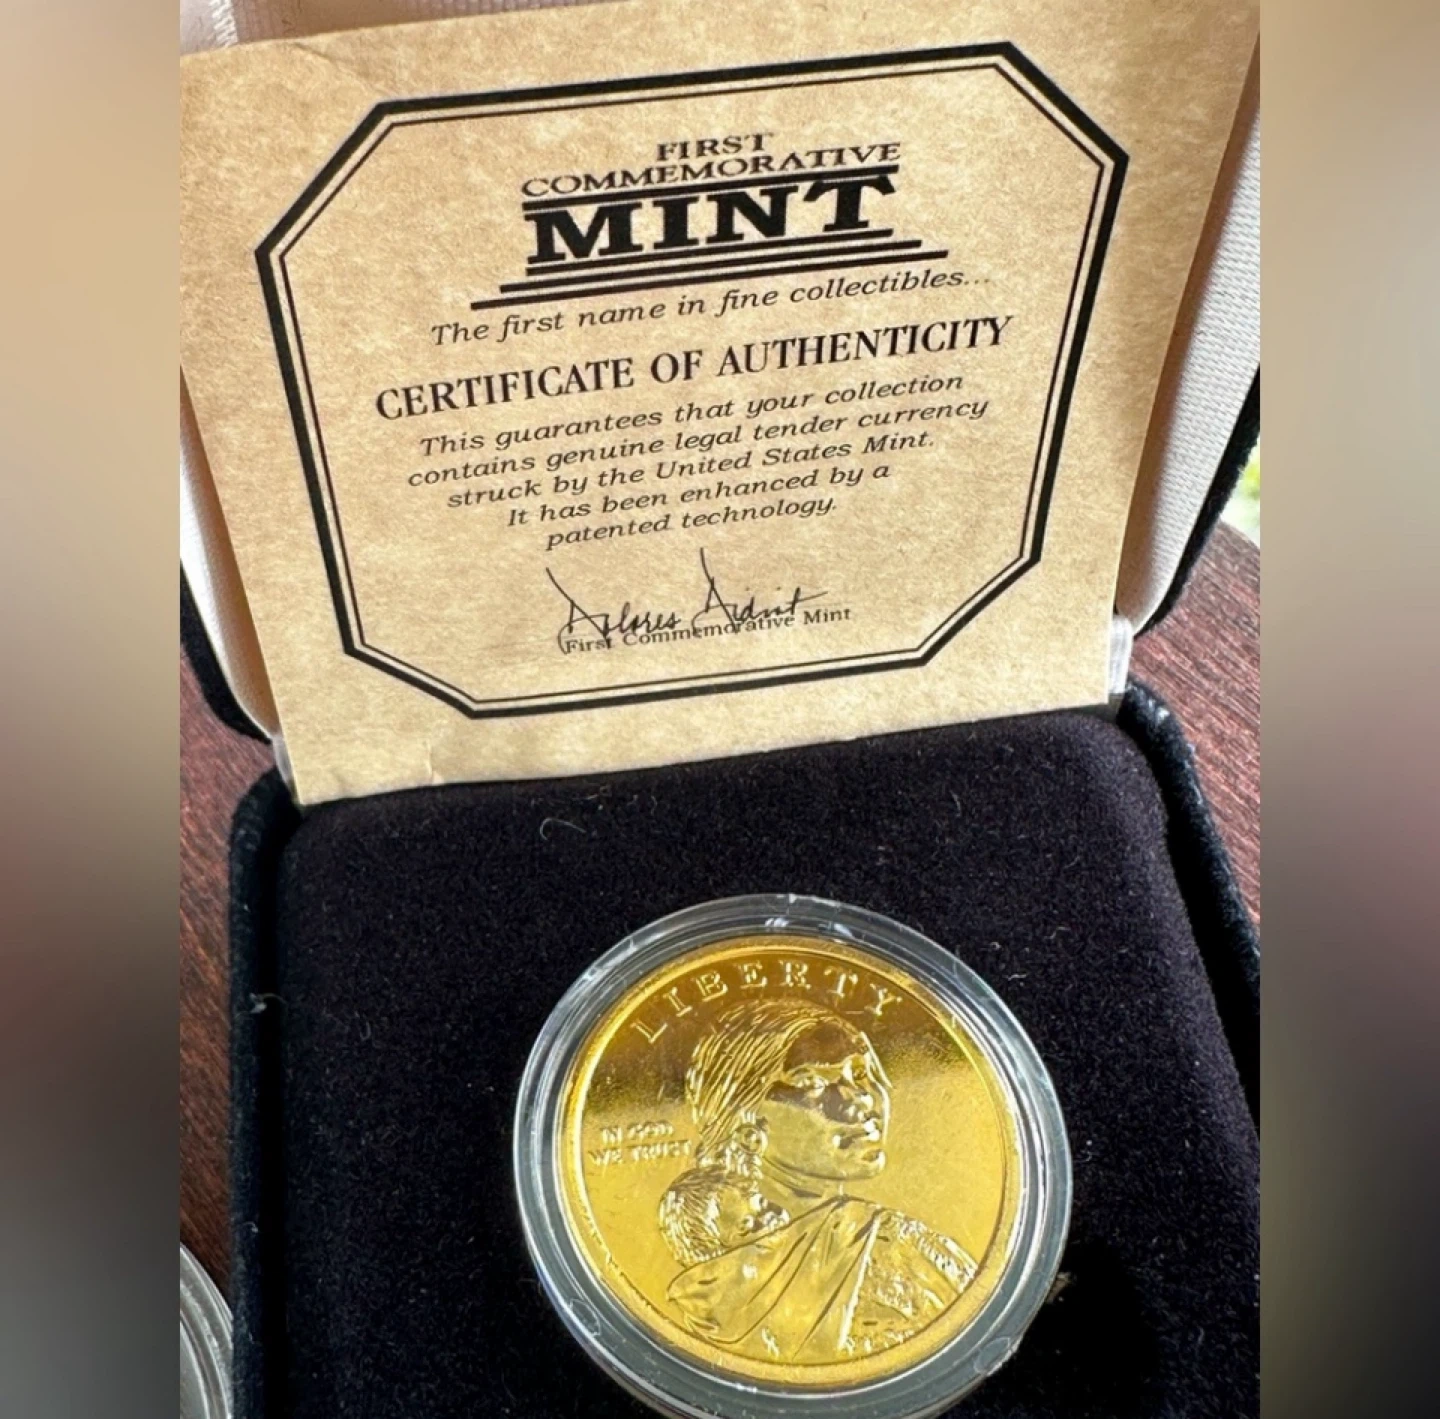 FIRST
COMMEMORATIVE
MINT
The first name in fine collectibles...
CERTIFICATE OF AUTHENTICITY
This guarantees that your collection
contains genuine legal tender currency
struck by the United States Mint.
It has been enhanced by a
patented technology.
First Commemorative Mint
LIBERTY
IN GOD
WE TRUST